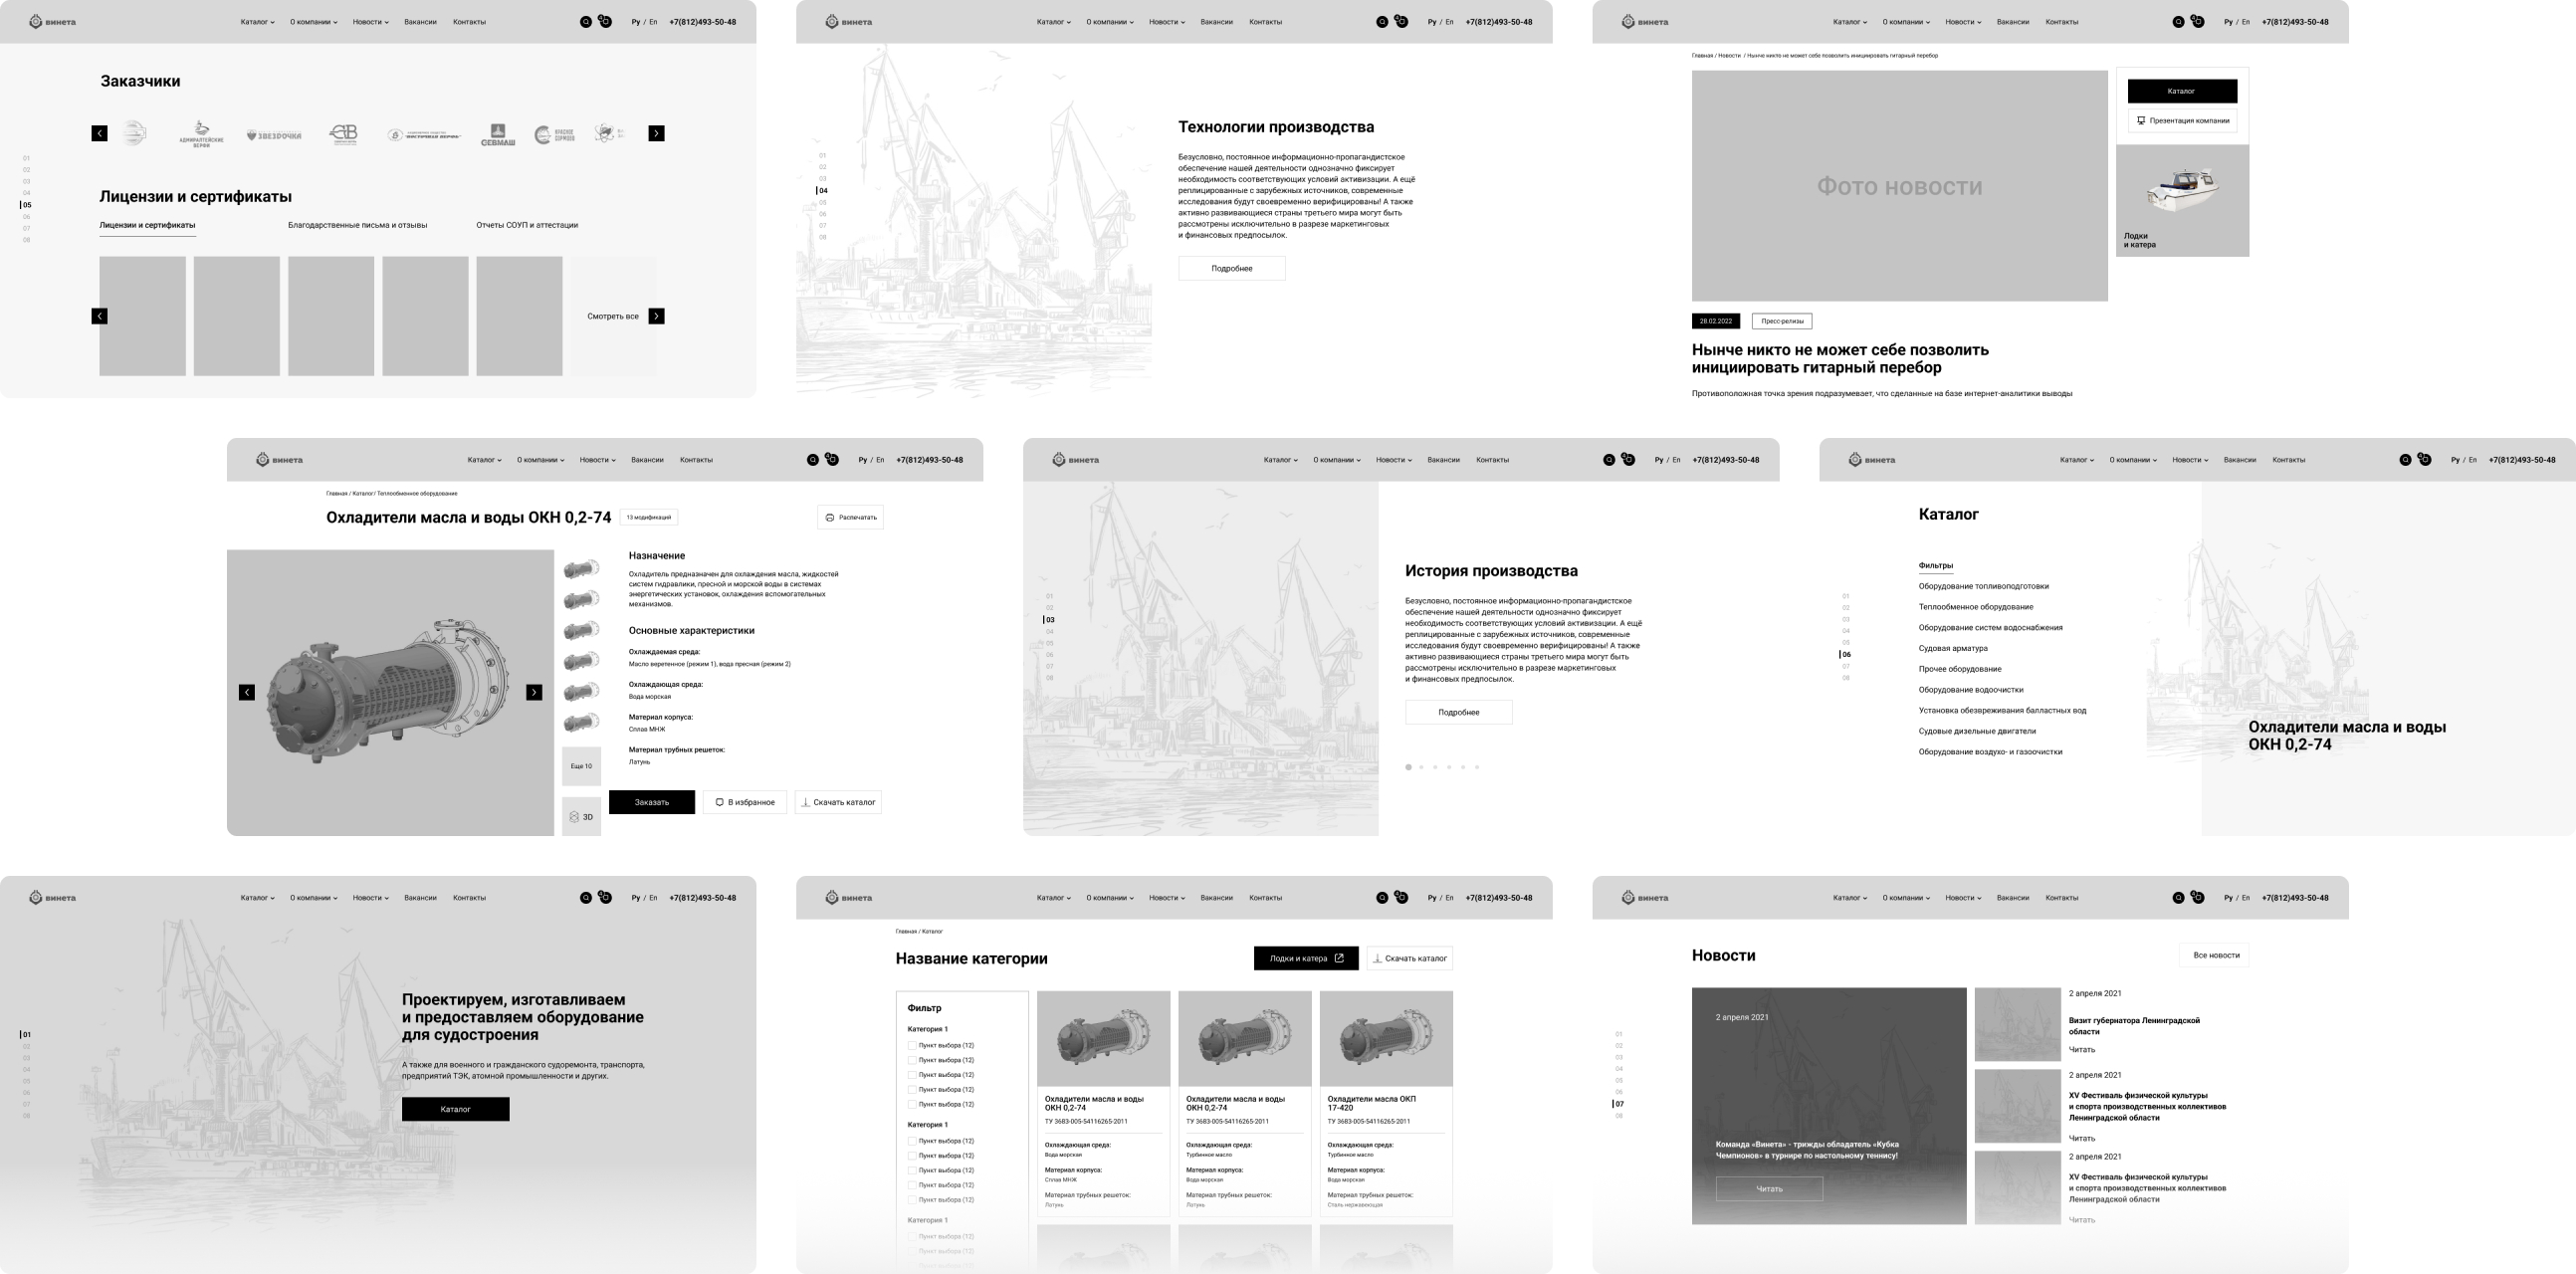 винета
Каталог О компании Новости Вакансии Контакты
Ру / En +7(812)493-50-48
Заказчики
АДМИРАЛТЕЙСКИЕ
ВЕРФИ
ЗВЕЗДОЧКА
СЕВМАШ
01
02
03
04
05
06
07
08
Лицензии и сертификаты
Лицензии и сертификаты Благодарственные письма и отзывы Отчеты СОУП и аттестации
Смотреть все
винета
Каталог О компании Новости Вакансии Контакты
Ру / En +7(812)493-50-48
01
02
03
04
05
06
07
08
Технологии производства
Безусловно, постоянное информационно-пропагандистское
обеспечение нашей деятельности однозначно фиксирует
необходимость соответствующих условий активизации. А ещё
реплицированные с зарубежных источников, современные
исследования будут своевременно верифицированы! А также
активно развивающиеся страны третьего мира могут быть
рассмотрены исключительно в разрезе маркетинговых
и финансовых предпосылок.
Подробнее
винета
Каталог О компании Новости Вакансии Контакты
Ру / En +7(812)493-50-48
Главная / Новости / Нынче никто не может себе позволить инициировать гитарный перебор
Фото новости
Каталог
Презентация компании
Лодки
и катера
28.02.2022 Пресс-релизы
Нынче никто не может себе позволить
инициировать гитарный перебор
Противоположная точка зрения подразумевает, что сделанные на базе интернет-аналитики выводы
винета
Каталог О компании Новости Вакансии Контакты
Ру / En +7(812)493-50-48
Главная / Каталог/ Теплообменное оборудование
Охладители масла и воды ОКН 0,2-74 13 модификаций
Распечатать
Назначение
Охладитель предназначен для охлаждения масла, жидкостей
систем гидравлики, пресной и морской воды в системах
энергетических установок, охлаждения вспомогательных
механизмов.
Основные характеристики
Охлаждаемая среда:
Масло веретенное (режим 1), вода пресная (режим 2)
Охлаждающая среда:
Вода морская
Материал корпуса:
Сплав МНЖ
Материал трубных решеток:
Латунь
Еще 10
3D
Заказать В избранное Скачать каталог
винета
Каталог О компании Новости Вакансии Контакты
Ру / En +7(812)493-50-48
01
02
03
04
05
06
07
08
История производства
Безусловно, постоянное информационно-пропагандистское
обеспечение нашей деятельности однозначно фиксирует
необходимость соответствующих условий активизации. А ещё
реплицированные с зарубежных источников, современные
исследования будут своевременно верифицированы! А также
активно развивающиеся страны третьего мира могут быть
рассмотрены исключительно в разрезе маркетинговых
и финансовых предпосылок.
Подробнее
винета
Каталог О компании Новости Вакансии Контакты
Ру / En +7(812)493-50-48
Каталог
01
02
03
04
05
06
07
08
Фильтры
Оборудование топливоподготовки
Теплообменное оборудование
Оборудование систем водоснабжения
Судовая арматура
Прочее оборудование
Оборудование водоочистки
Установка обезвреживания балластных вод
Судовые дизельные двигатели
Оборудование воздухо- и газоочистки
Охладители масла и воды
ОКН 0,2-74
винета
Каталог О компании Новости Вакансии Контакты
Ру / En +7(812)493-50-48
01
02
03
04
05
06
07
08
Проектируем, изготавливаем
и предоставляем оборудование
для судостроения
А также для военного и гражданского судоремонта, транспорта,
предприятий ТЭК, атомной промышленности и других.
Каталог
винета
Каталог О компании Новости Вакансии Контакты
Ру / En +7(812)493-50-48
Главная / Каталог
Название категории
Лодки и катера Скачать каталог
Фильтр
Категория 1
Пункт выбора (12)
Пункт выбора (12)
Пункт выбора (12)
Пункт выбора (12)
Пункт выбора (12)
Категория 1
Пункт выбора (12)
Пункт выбора (12)
Пункт выбора (12)
Пункт выбора (12)
Пункт выбора (12)
Категория 1
Пункт выбора (12)
Пункт выбора (12)
Охладители масла и воды
ОКН 0,2-74
ТУ 3683-005-54116265-2011
Охлаждающая среда:
Вода морская
Материал корпуса:
Сплав МНЖ
Материал трубных решеток:
Латунь
Охладители масла и воды
ОКН 0,2-74
ТУ 3683-005-54116265-2011
Охлаждающая среда:
Турбинное масло
Материал корпуса:
Вода морская
Материал трубных решеток:
Латунь
Охладители масла ОКП
17-420
ТУ 3683-005-54116265-2011
Охлаждающая среда:
Турбинное масло
Материал корпуса:
Вода морская
Материал трубных решеток:
Сталь нержавеющая
винета
Каталог О компании Новости Вакансии Контакты
Ру / En +7(812)493-50-48
Новости
Все новости
01
02
03
04
05
06
07
08
2 апреля 2021
Команда «Винета» - трижды обладатель «Кубка
Чемпионов» в турнире по настольному теннису!
Читать
2 апреля 2021
Визит губернатора Ленинградской
области
Читать
2 апреля 2021
XV Фестиваль физической культуры
и спорта производственных коллективов
Ленинградской области
Читать
2 апреля 2021
XV Фестиваль физической культуры
и спорта производственных коллективов
Ленинградской области
Читать